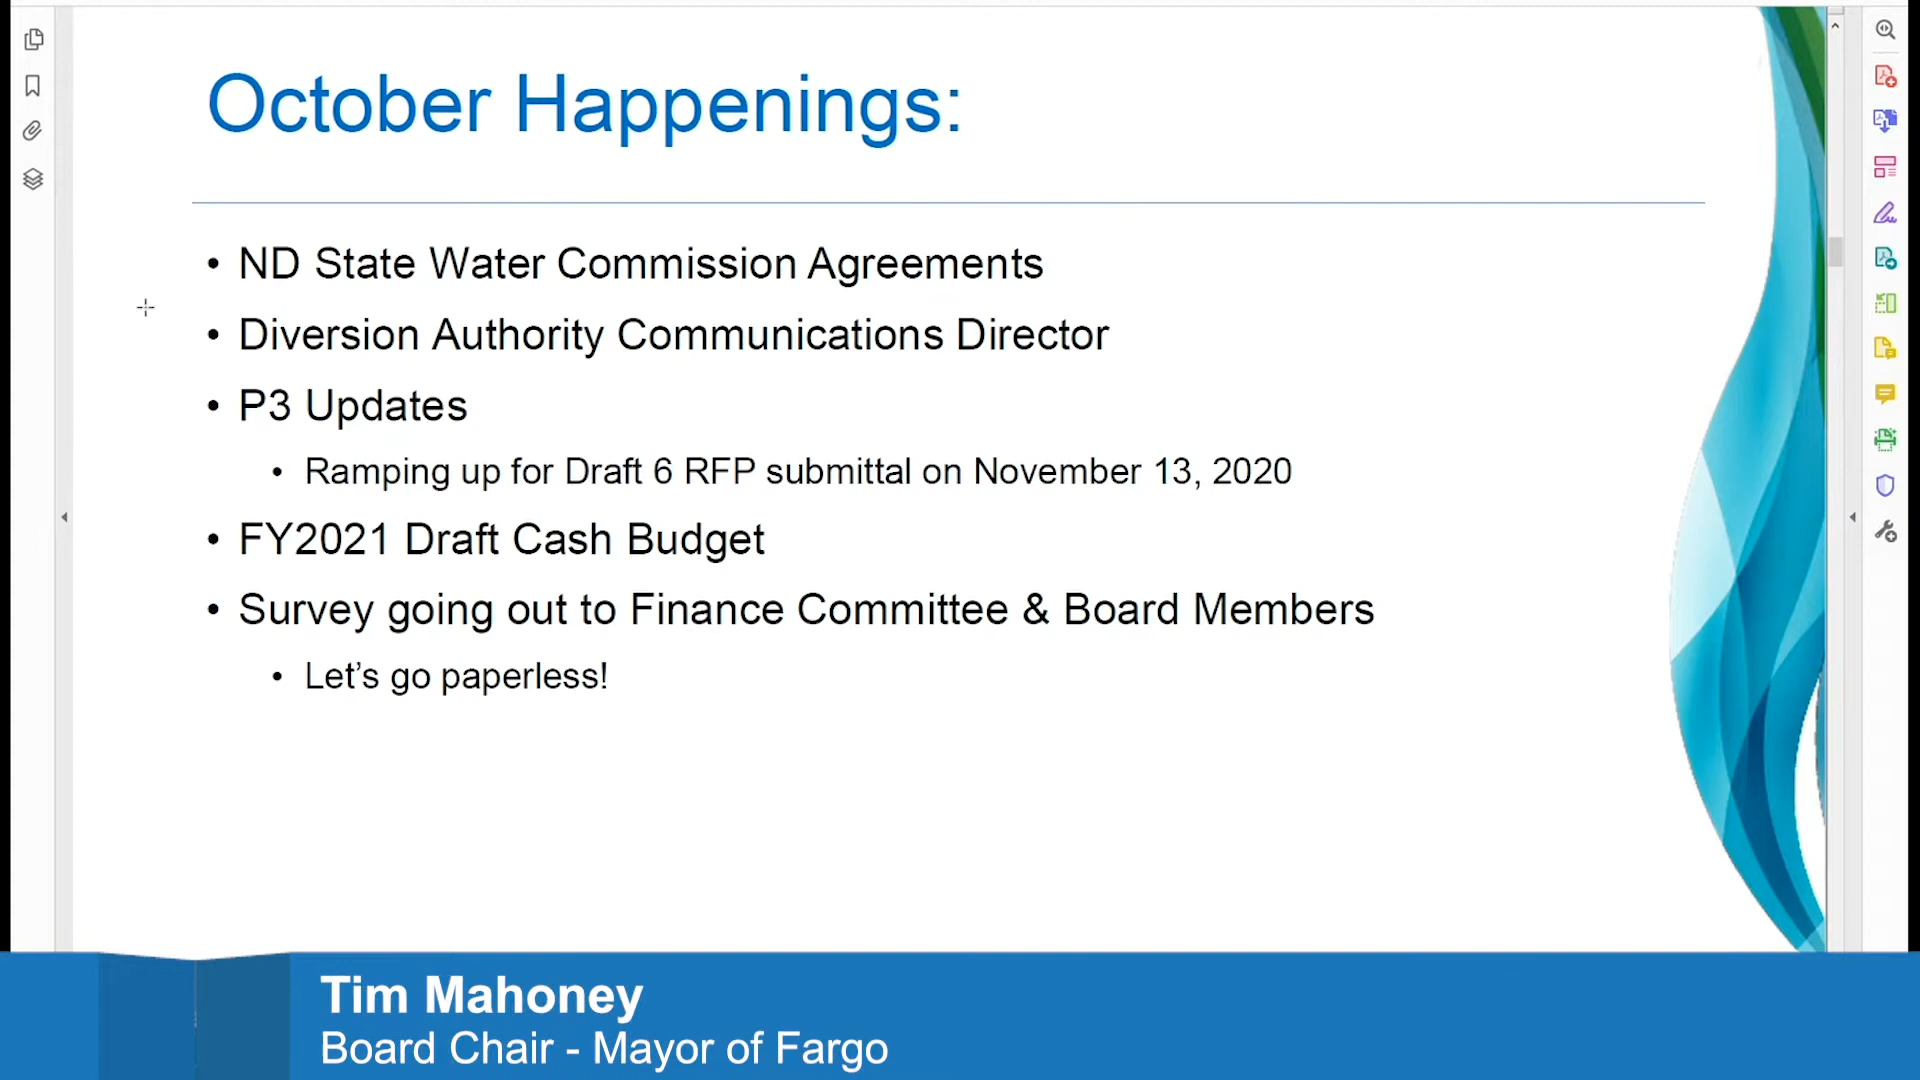 October Happenings:
• ND State Water Commission Agreements
• Diversion Authority Communications Director
• P3 Updates
• Ramping up for Draft 6 RFP submittal on November 13, 2020
• FY2021 Draft Cash Budget
• Survey going out to Finance Committee & Board Members
• Let’s go paperless!
Tim Mahoney
Board Chair - Mayor of Fargo